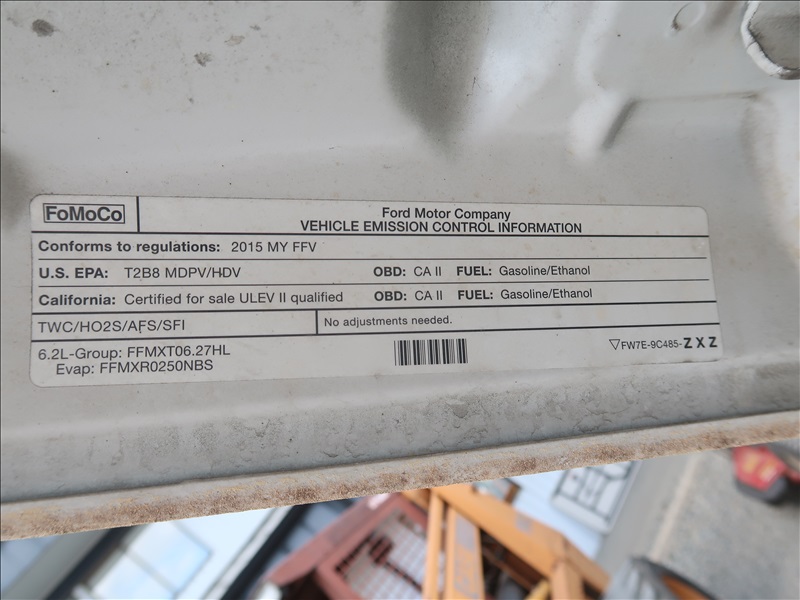 FoMoCo
Ford Motor Company
VEHICLE EMISSION CONTROL INFORMATION
Conforms to regulations: 2015 MY FFV
U.S. EPA: T2B8 MDPV/HDV OBD: CA II FUEL: Gasoline/Ethanol
California: Certified for sale ULEV II qualified OBD: CA II FUEL: Gasoline/Ethanol
TWC/HO2S/AFS/SFI No adjustments needed.
6.2L-Group: FFMXT06.27HL
Evap: FFMXR0250NBS
▽FW7E-9C485-ZXZ